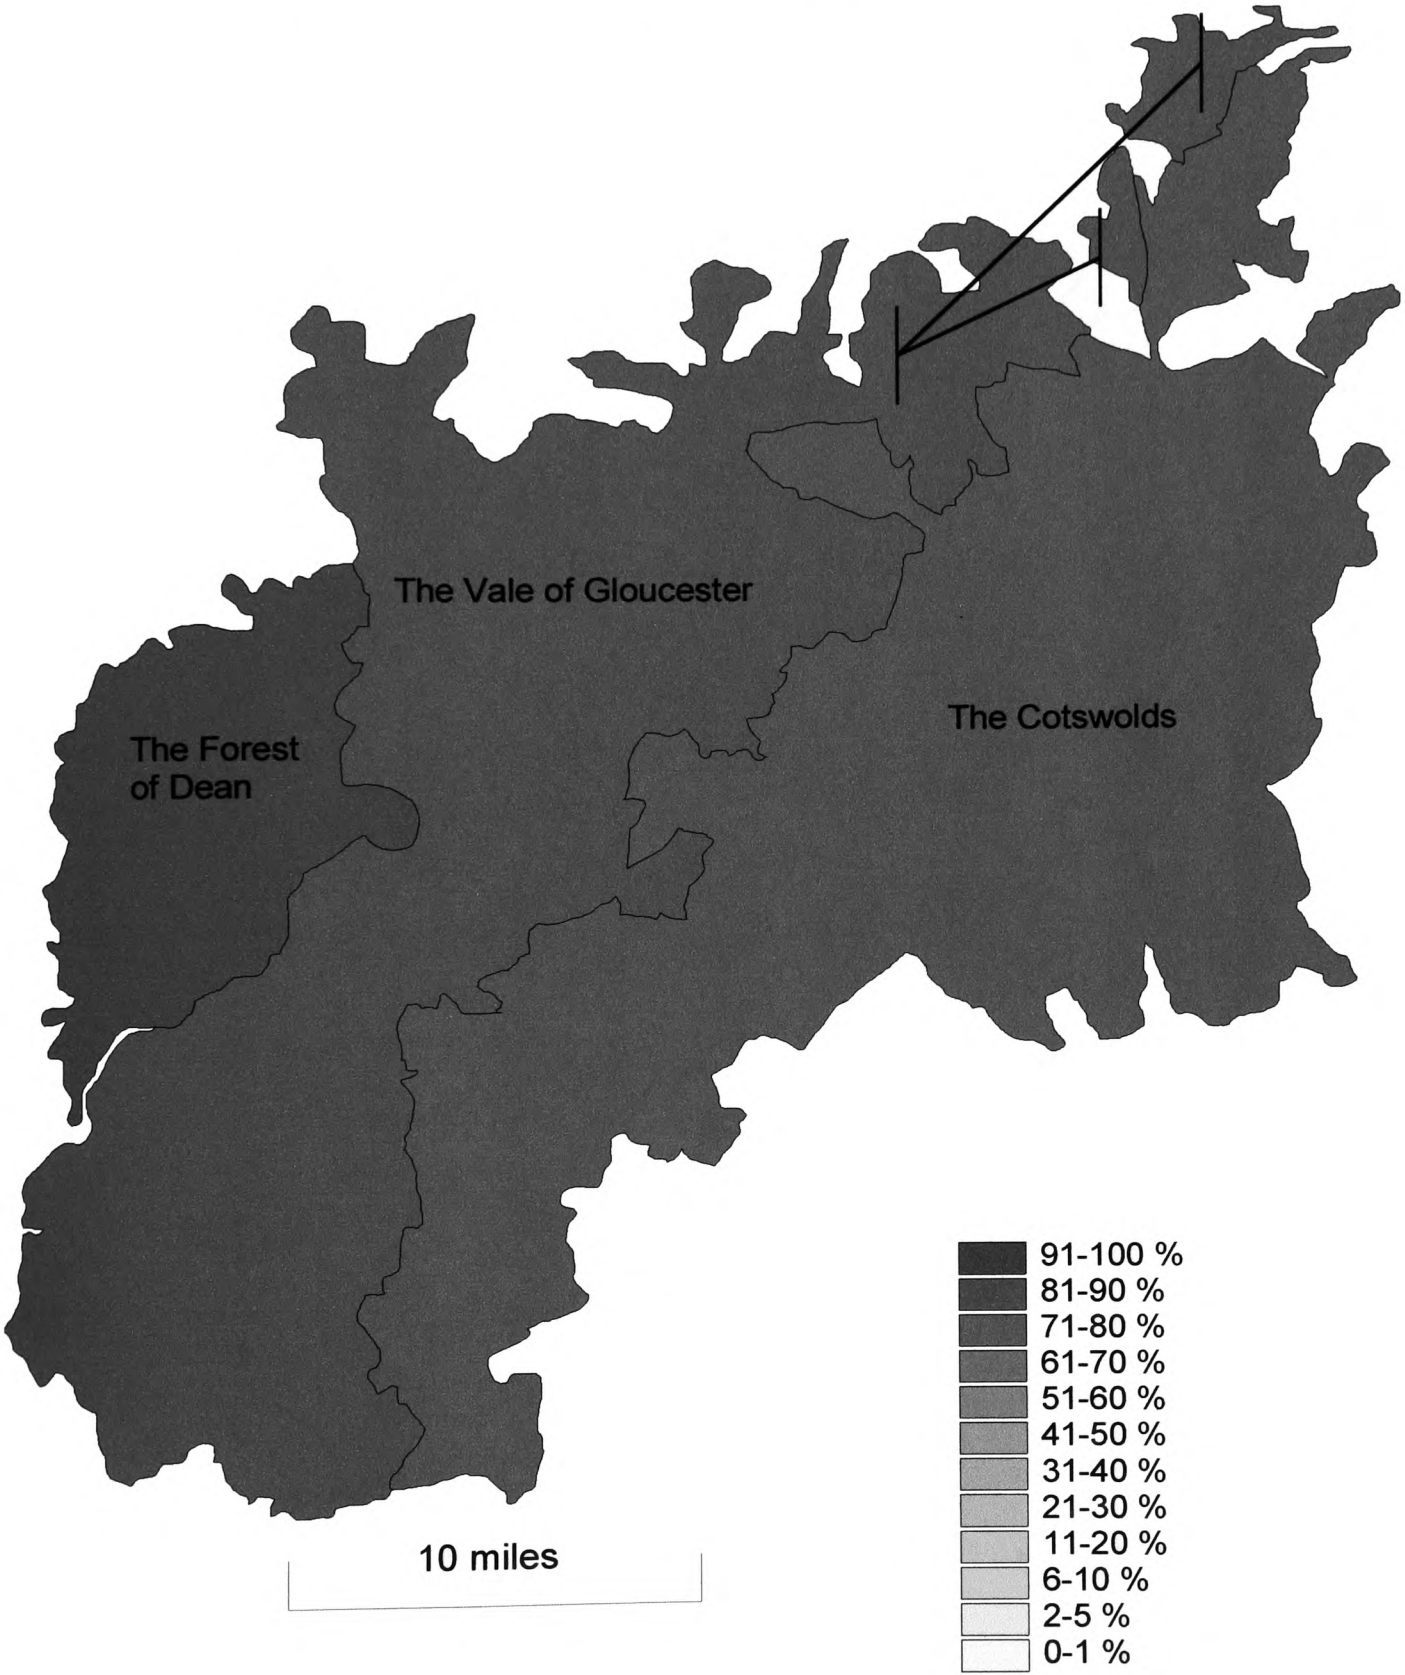 The Vale of Gloucester
The Cotswolds
The Forest
of Dean
91-100 %
81-90 %
71-80 %
61-70 %
51-60 %
41-50 %
31-40 %
21-30 %
11-20 %
6-10 %
2-5 %
0-1 %
10 miles